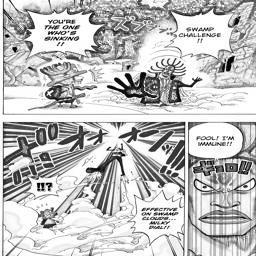 YOU'RE
THE ONE
WHO'S
SINKING
!!
SWAMP
CHALLENGE
!!
!!?
EFFECTIVE
ON SWAMP
CLOUDS...
MILKY
DIAL!!
FOOL! I'M
IMMUNE!!